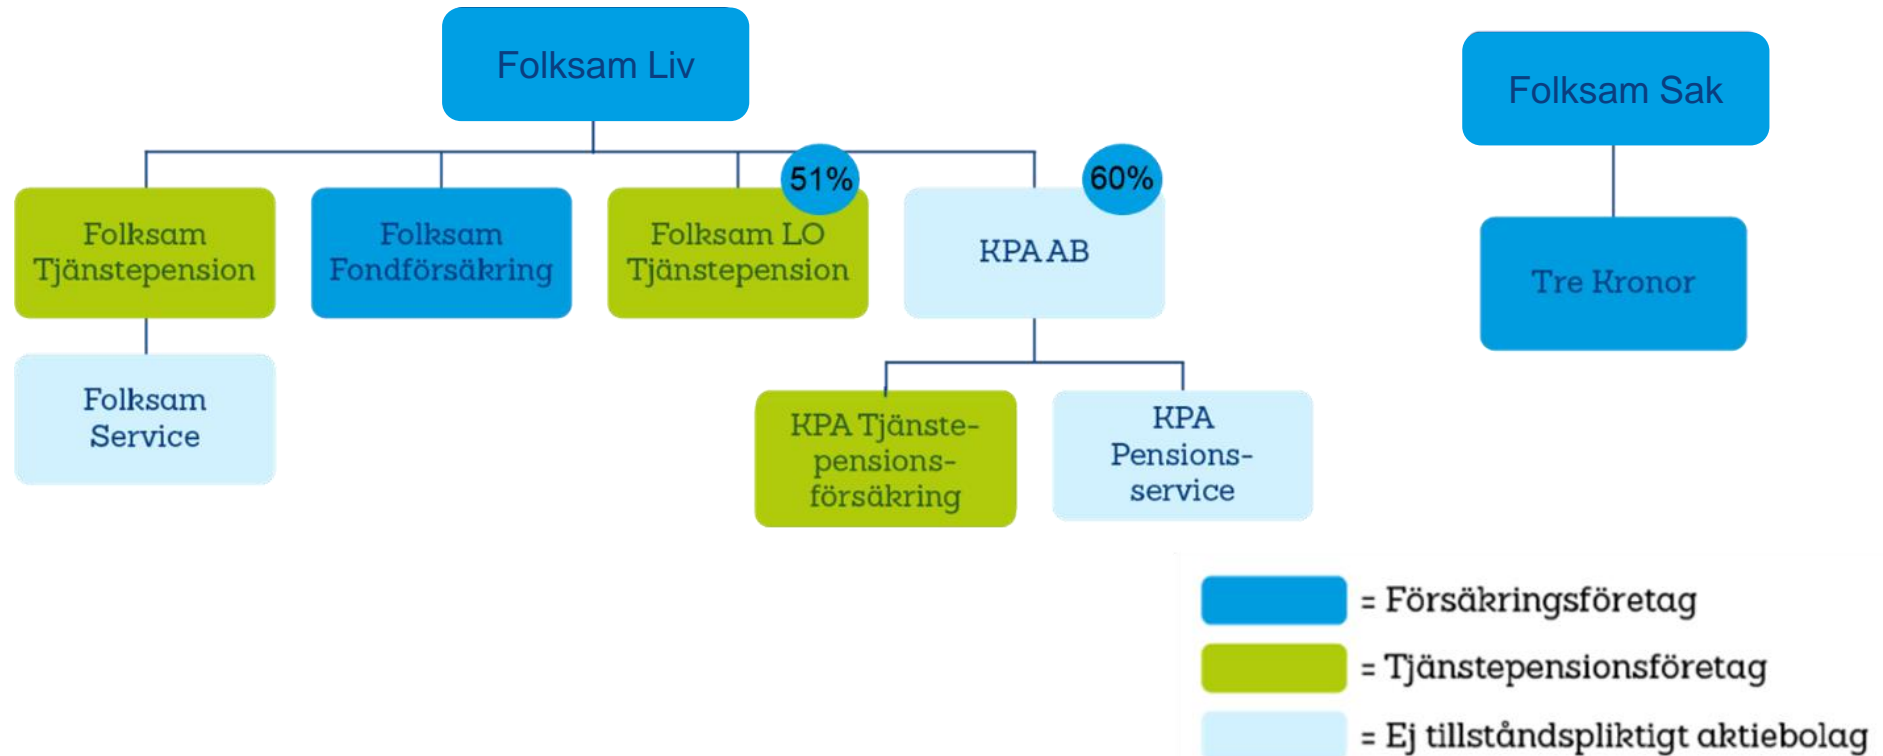 Folksam Liv
Folksam Sak
51%
60%
Folksam
Tjänstepension
Folksam
Fondförsäkring
Folksam LO
Tjänstepension
KPA AB
Tre Kronor
Folksam
Service
KPA Tjänste-
pensions-
försäkring
KPA
Pensions-
service
= Försäkringsföretag
= Tjänstepensionsföretag
= Ej tillståndspliktigt aktiebolag